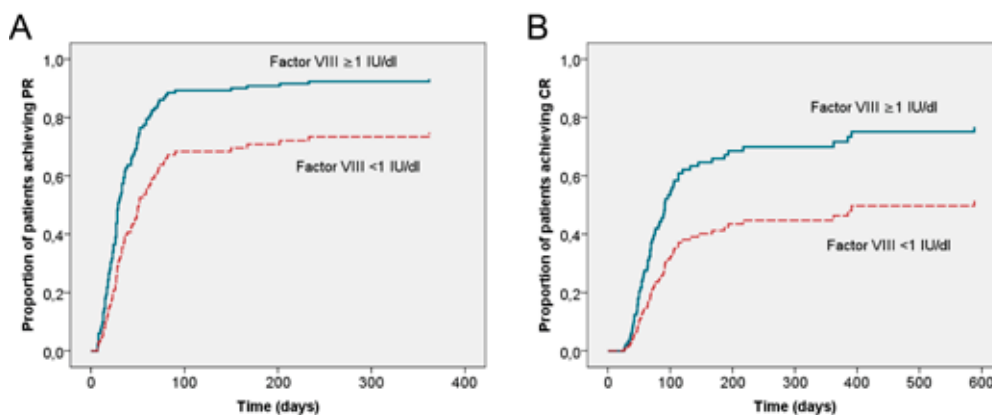 A
Proportion of patients achieving PR
1,0
0,8
0,6
0,4
0,2
0,0
Factor VIII ≥1 IU/dl
Factor VIII <1 IU/dl
0 100 200 300 400
Time (days)
B
Proportion of patients achieving CR
1,0
0,8
0,6
0,4
0,2
0,0
Factor VIII ≥1 IU/dl
Factor VIII <1 IU/dl
0 100 200 300 400 500 600
Time (days)